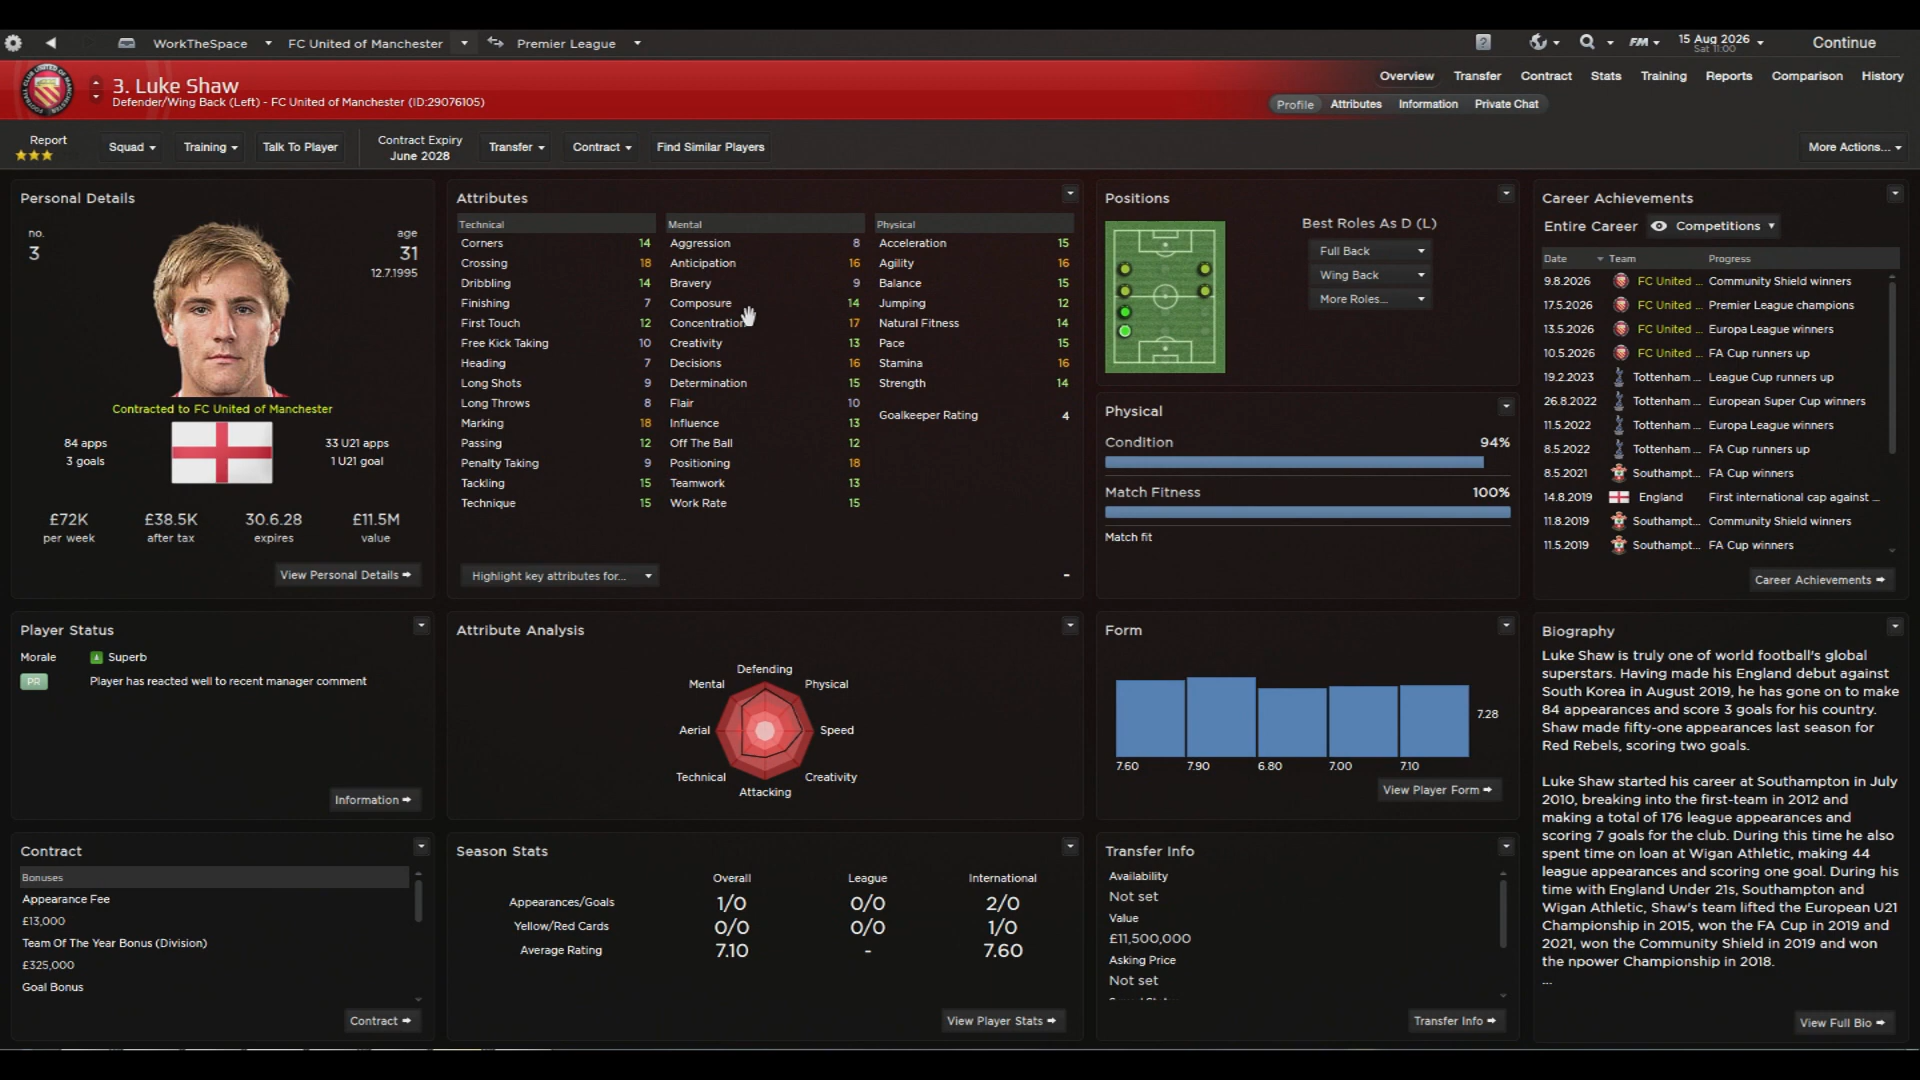 WorkTheSpace
FC United of Manchester
Premier League
?
FM
15 Aug 2026
Sat 11:00
Continue
3. Luke Shaw
Defender/Wing Back (Left) - FC United of Manchester (ID:29076105)
Overview Transfer Contract Stats Training Reports Comparison History
Profile Attributes Information Private Chat
Report
Squad
Training
Talk To Player
Contract Expiry
June 2028
Transfer
Contract
Find Similar Players
More Actions...
Personal Details
no.
3
age
31
12.7.1995
Contracted to FC United of Manchester
84 apps
3 goals
33 U21 apps
1 U21 goal
£72K
per week
£38.5K
after tax
30.6.28
expires
£11.5M
value
View Personal Details
Attributes
Technical
Corners 14
Crossing 18
Dribbling 14
Finishing 7
First Touch 12
Free Kick Taking 10
Heading 7
Long Shots 9
Long Throws 8
Marking 18
Passing 12
Penalty Taking 9
Tackling 15
Technique 15
Mental
Aggression 8
Anticipation 16
Bravery 9
Composure 14
Concentration 17
Creativity 13
Decisions 16
Determination 15
Flair 10
Influence 13
Off The Ball 12
Positioning 18
Teamwork 13
Work Rate 15
Physical
Acceleration 15
Agility 16
Balance 15
Jumping 12
Natural Fitness 14
Pace 15
Stamina 16
Strength 14
Goalkeeper Rating 4
Highlight key attributes for...
-
Positions
Best Roles As D (L)
Full Back
Wing Back
More Roles...
Physical
Condition 94%
Match Fitness 100%
Match fit
Career Achievements
Entire Career
Competitions
Date Team Progress
9.8.2026 FC United ... Community Shield winners
17.5.2026 FC United ... Premier League champions
13.5.2026 FC United ... Europa League winners
10.5.2026 FC United ... FA Cup runners up
19.2.2023 Tottenham ... League Cup runners up
26.8.2022 Tottenham ... European Super Cup winners
11.5.2022 Tottenham ... Europa League winners
8.5.2022 Tottenham ... FA Cup runners up
8.5.2021 Southampt... FA Cup winners
14.8.2019 England First international cap against ...
11.8.2019 Southampt... Community Shield winners
11.5.2019 Southampt... FA Cup winners
Career Achievements
Player Status
Morale Superb
PR Player has reacted well to recent manager comment
Information
Attribute Analysis
Defending
Physical
Speed
Creativity
Attacking
Technical
Aerial
Mental
Form
7.28
7.60 7.90 6.80 7.00 7.10
View Player Form
Biography
Luke Shaw is truly one of world football's global
superstars. Having made his England debut against
South Korea in August 2019, he has gone on to make
84 appearances and score 3 goals for his country.
Shaw made fifty-one appearances last season for
Red Rebels, scoring two goals.
Luke Shaw started his career at Southampton in July
2010, breaking into the first-team in 2012 and
making a total of 176 league appearances and
scoring 7 goals for the club. During this time he also
spent time on loan at Wigan Athletic, making 44
league appearances and scoring one goal. During his
time with England Under 21s, Southampton and
Wigan Athletic, Shaw's team lifted the European U21
Championship in 2015, won the FA Cup in 2019 and
2021, won the Community Shield in 2019 and won
the npower Championship in 2018.
...
View Full Bio
Contract
Bonuses
Appearance Fee
£13,000
Team Of The Year Bonus (Division)
£325,000
Goal Bonus
Contract
Season Stats
Overall League International
Appearances/Goals 1/0 0/0 2/0
Yellow/Red Cards 0/0 0/0 1/0
Average Rating 7.10 - 7.60
View Player Stats
Transfer Info
Availability
Not set
Value
£11,500,000
Asking Price
Not set
Transfer Info